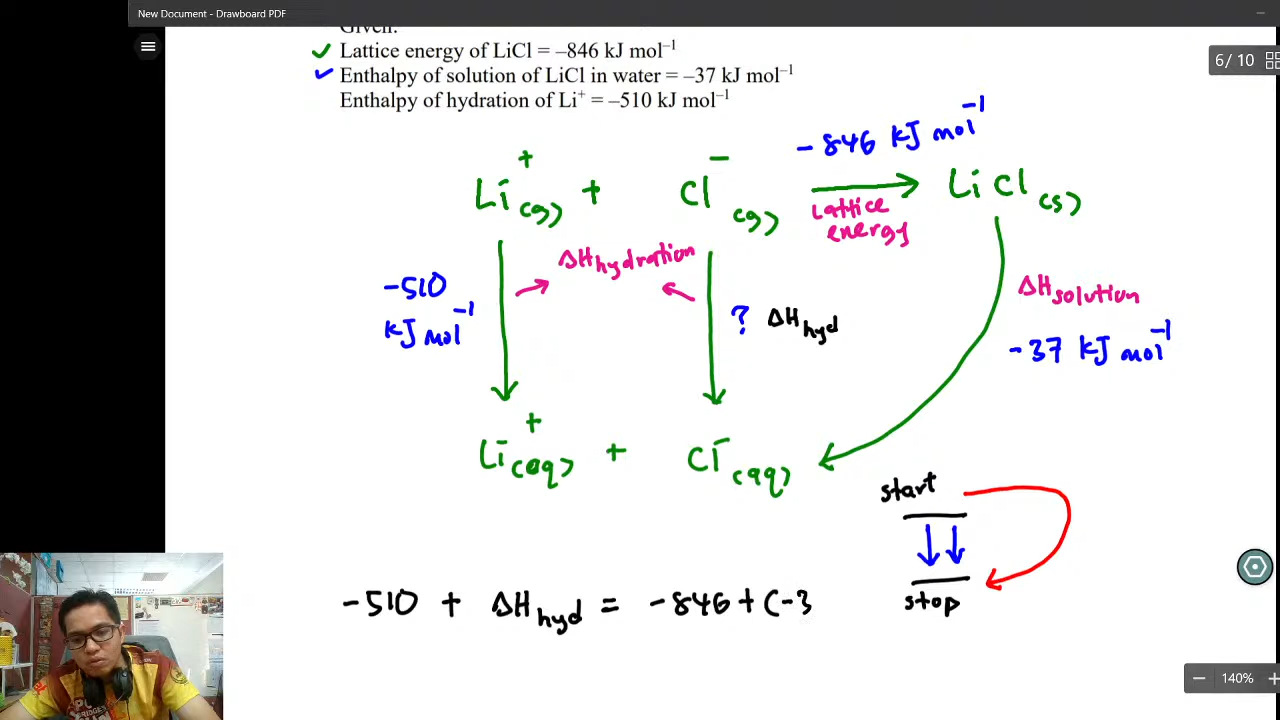 New Document - Drawboard PDF
Given:
Lattice energy of LiCl = –846 kJ mol⁻¹
Enthalpy of solution of LiCl in water = –37 kJ mol⁻¹
Enthalpy of hydration of Li⁺ = –510 kJ mol⁻¹
6 / 10
-846 kJ mol⁻¹
Li⁺(g) + Cl⁻(g) → LiCl(s)
Lattice energy
ΔHhydration
-510 kJ mol⁻¹
? ΔHhyd
ΔHsolution
-37 kJ mol⁻¹
Li⁺(aq) + Cl⁻(aq)
start
stop
-510 + ΔHhyd = -846 + (-3
140%